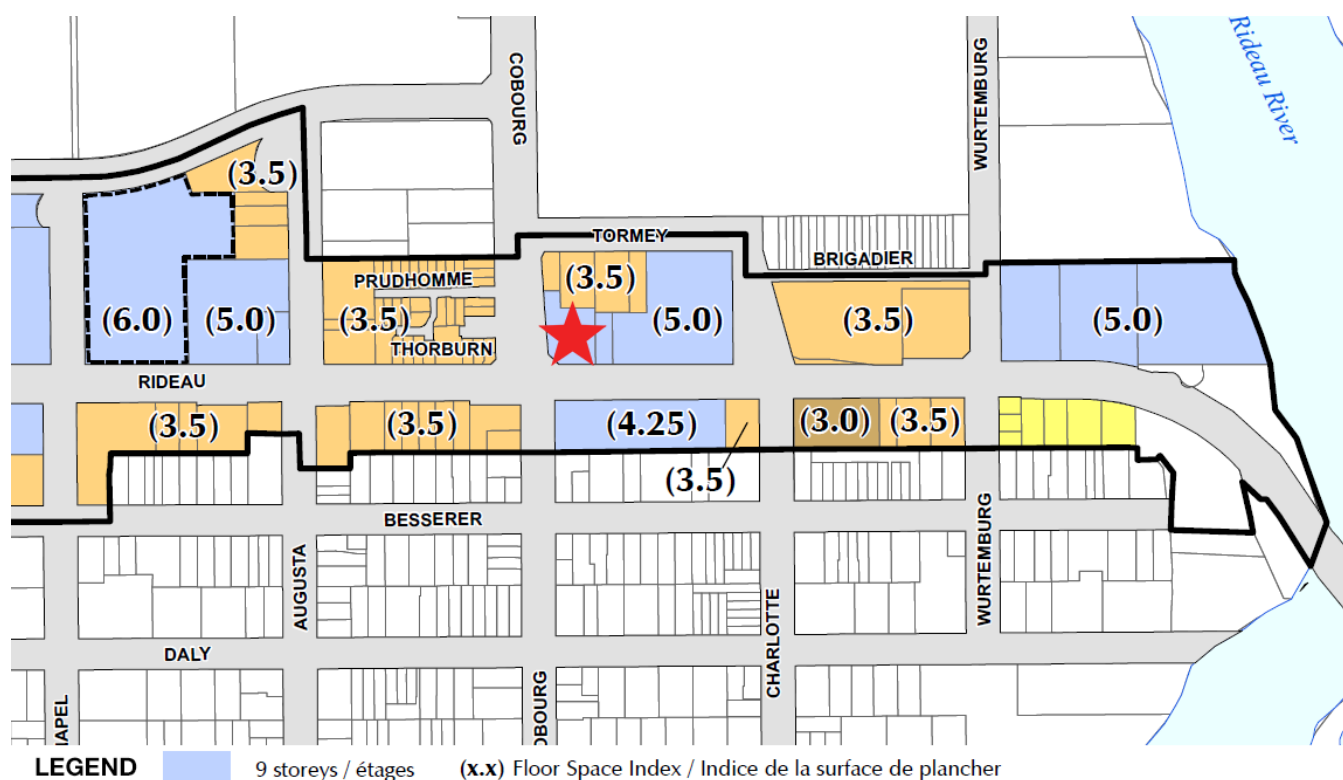 COBOURG
WURTEMBURG
Rideau River
(3.5)
TORMEY
BRIGADIER
PRUDHOMME
(3.5)
(6.0)
(5.0)
(3.5)
(5.0)
(3.5)
(5.0)
THORBURN
RIDEAU
(3.5)
(3.5)
(4.25)
(3.0)
(3.5)
(3.5)
BESSERER
AUGUSTA
CHARLOTTE
WURTEMBURG
DALY
HAPEL
OBOURG
LEGEND
9 storeys / étages
(x.x) Floor Space Index / Indice de la surface de plancher